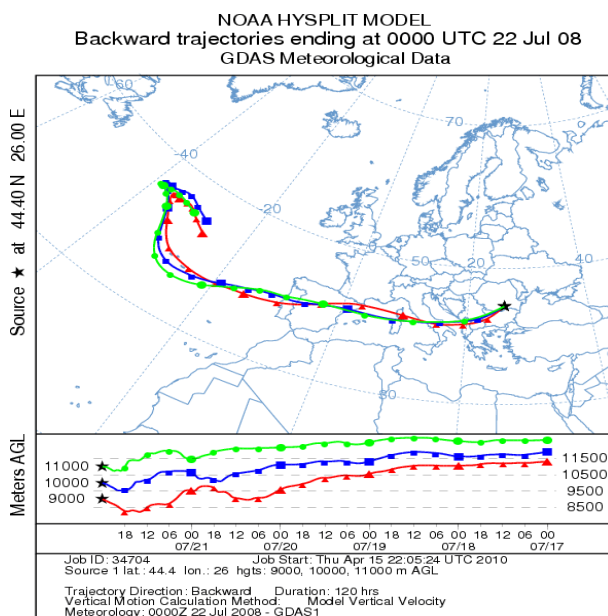 NOAA HYSPLIT MODEL
Backward trajectories ending at 0000 UTC 22 Jul 08
GDAS Meteorological Data
Source ★ at 44.40 N 26.00 E
-60
-40
-20
70
50
20
40
Meters AGL
11000
10000
9000
11500
10500
9500
8500
18 12 06 00 18 12 06 00 18 12 06 00 18 12 06 00 18 12 06 00
07/21 07/20 07/19 07/18 07/17
Job ID: 34704 Job Start: Thu Apr 15 22:05:24 UTC 2010
Source 1 lat.: 44.4 lon.: 26 hgts: 9000, 10000, 11000 m AGL
Trajectory Direction: Backward Duration: 120 hrs
Vertical Motion Calculation Method: Model Vertical Velocity
Meteorology: 0000Z 22 Jul 2008 - GDAS1